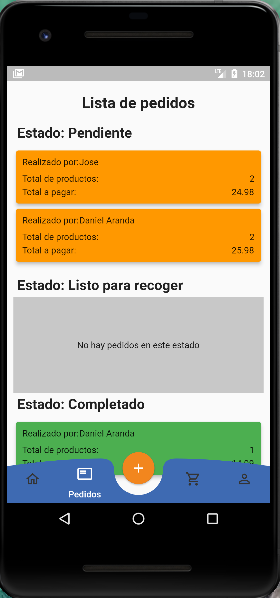 18:02
Lista de pedidos
Estado: Pendiente
Realizado por:Jose
Total de productos: 2
Total a pagar: 24.98
Realizado por:Daniel Aranda
Total de productos: 2
Total a pagar: 25.98
Estado: Listo para recoger
No hay pedidos en este estado
Estado: Completado
Realizado por:Daniel Aranda
Total de productos: 1
+
Pedidos